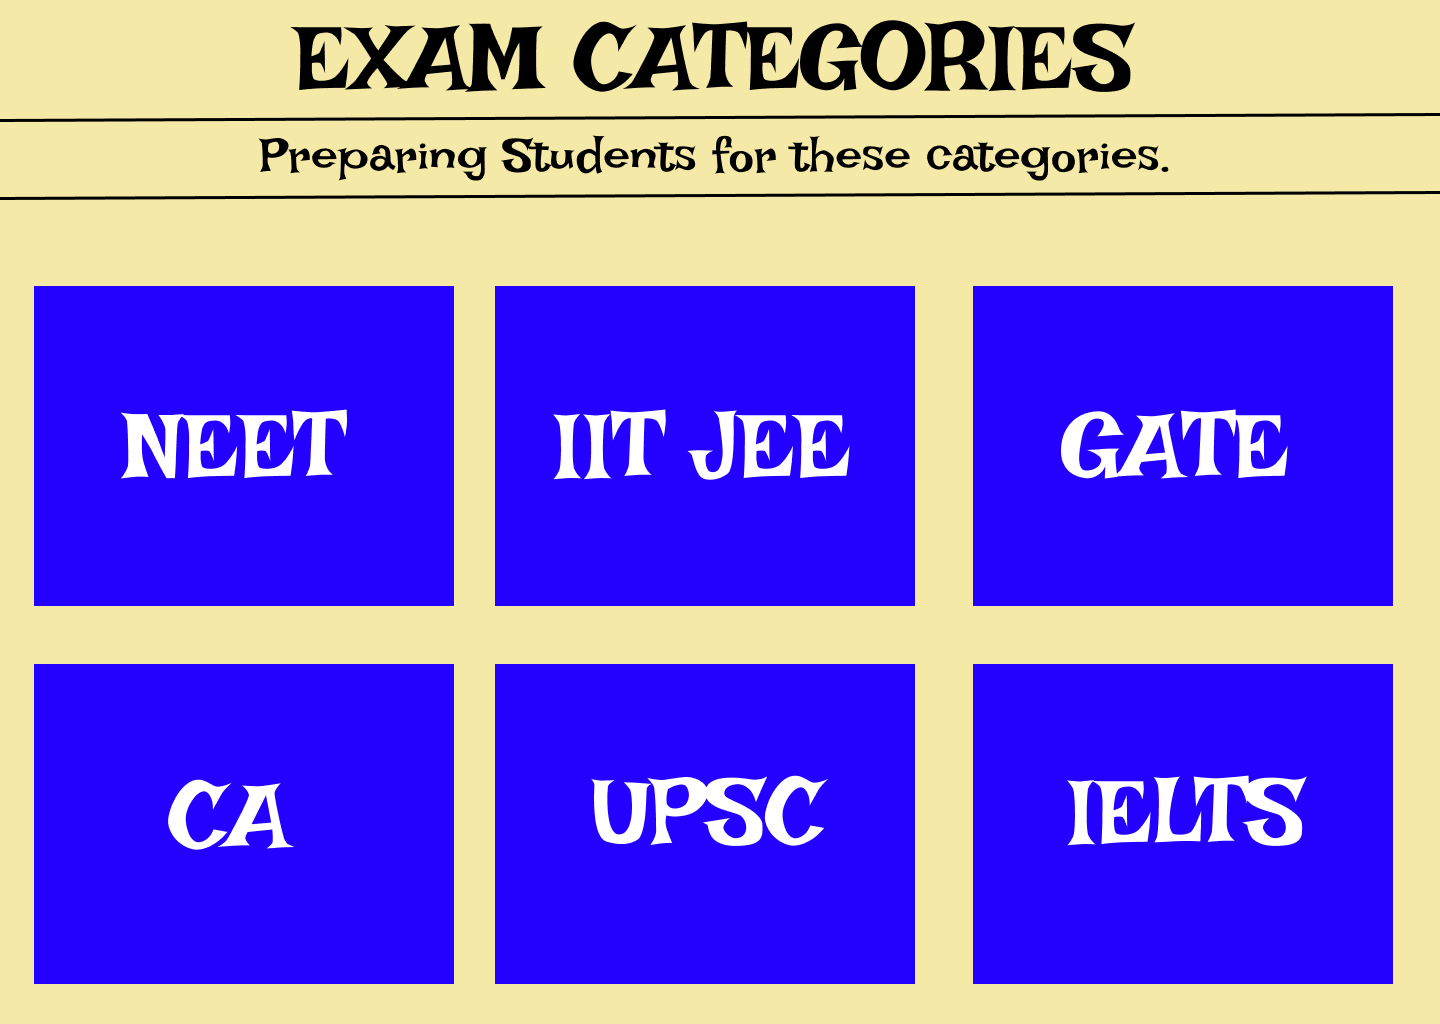 EXAM CATEGORIES
Preparing Students for these categories.
NEET
IIT JEE
GATE
CA
UPSC
IELTS